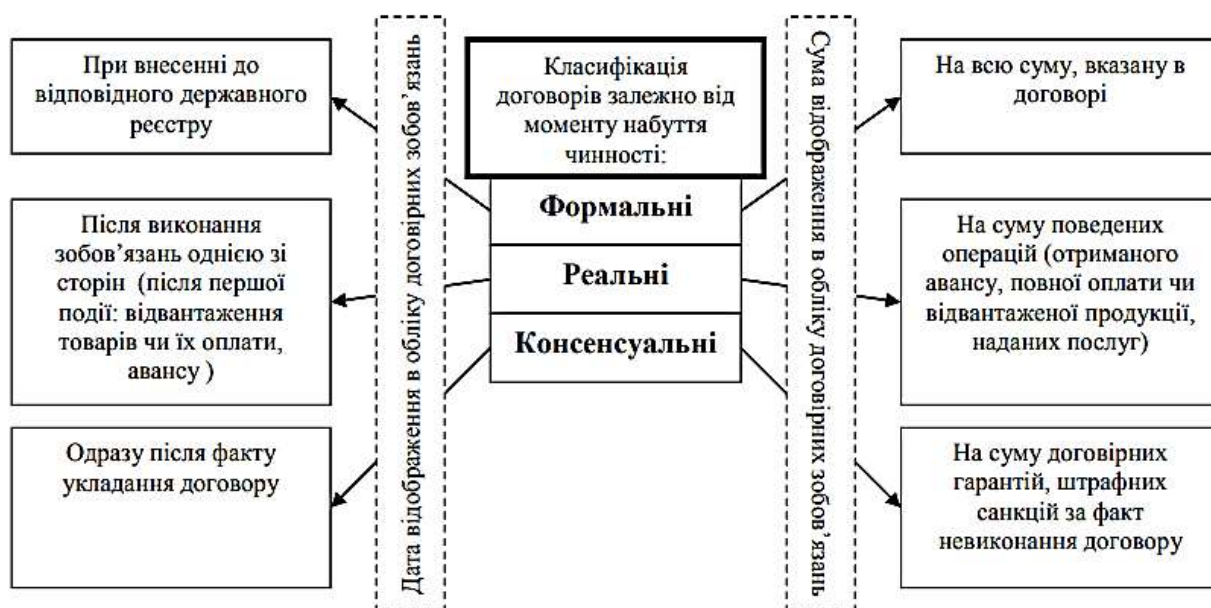 При внесенні до
відповідного державного
реєстру
Після виконання
зобов’язань однією зі
сторін (після першої
події: відвантаження
товарів чи їх оплати,
авансу )
Одразу після факту
укладання договору
Дата відображення в обліку договірних зобов’язань
Класифікація
договорів залежно від
моменту набуття
чинності:
Формальні
Реальні
Консенсуальні
Сума відображення в обліку договірних зобов’язань
На всю суму, вказану в
договорі
На суму поведених
операцій (отриманого
авансу, повної оплати чи
відвантаженої продукції,
наданих послуг)
На суму договірних
гарантій, штрафних
санкцій за факт
невиконання договору